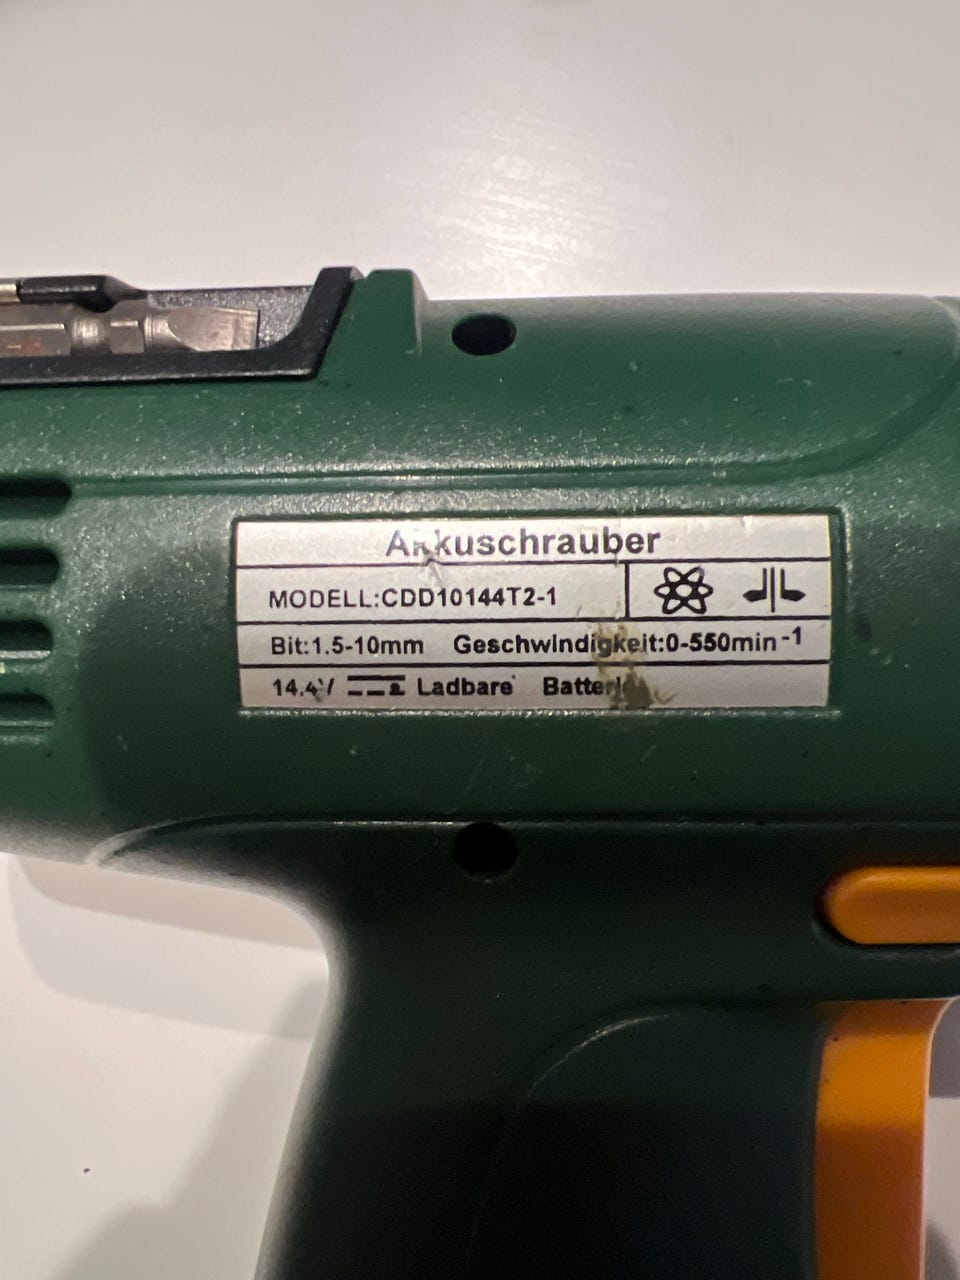 Akkuschrauber
MODELL:CDD10144T2-1
Bit:1.5-10mm Geschwindigkeit:0-550min-1
14.4V Ladbare